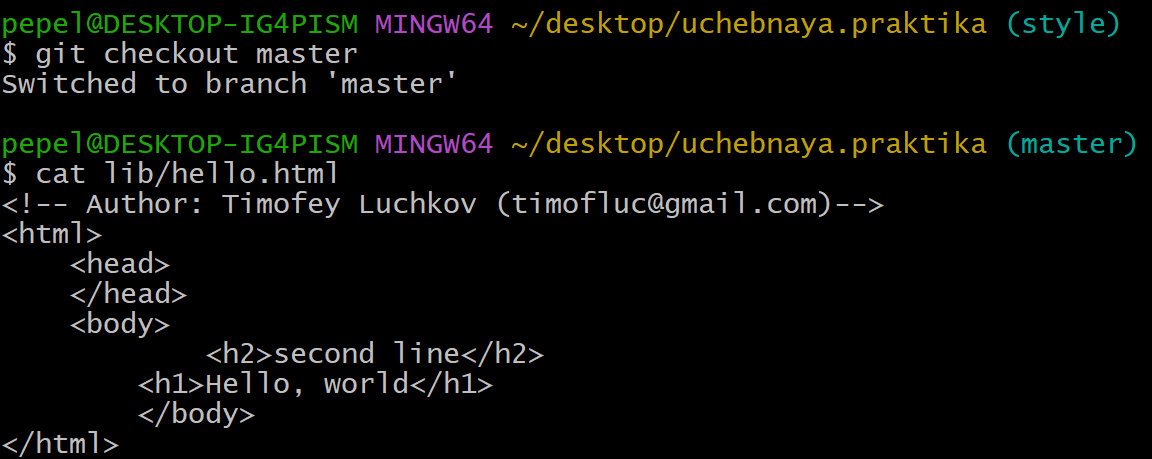 pepel@DESKTOP-IG4PISM MINGW64 ~/desktop/uchebnaya.praktika (style)
$ git checkout master
Switched to branch 'master'

pepel@DESKTOP-IG4PISM MINGW64 ~/desktop/uchebnaya.praktika (master)
$ cat lib/hello.html
<!-- Author: Timofey Luchkov (timofluc@gmail.com)-->
<html>
    <head>
    </head>
    <body>
            <h2>second line</h2>
        <h1>Hello, world</h1>
        </body>
</html>